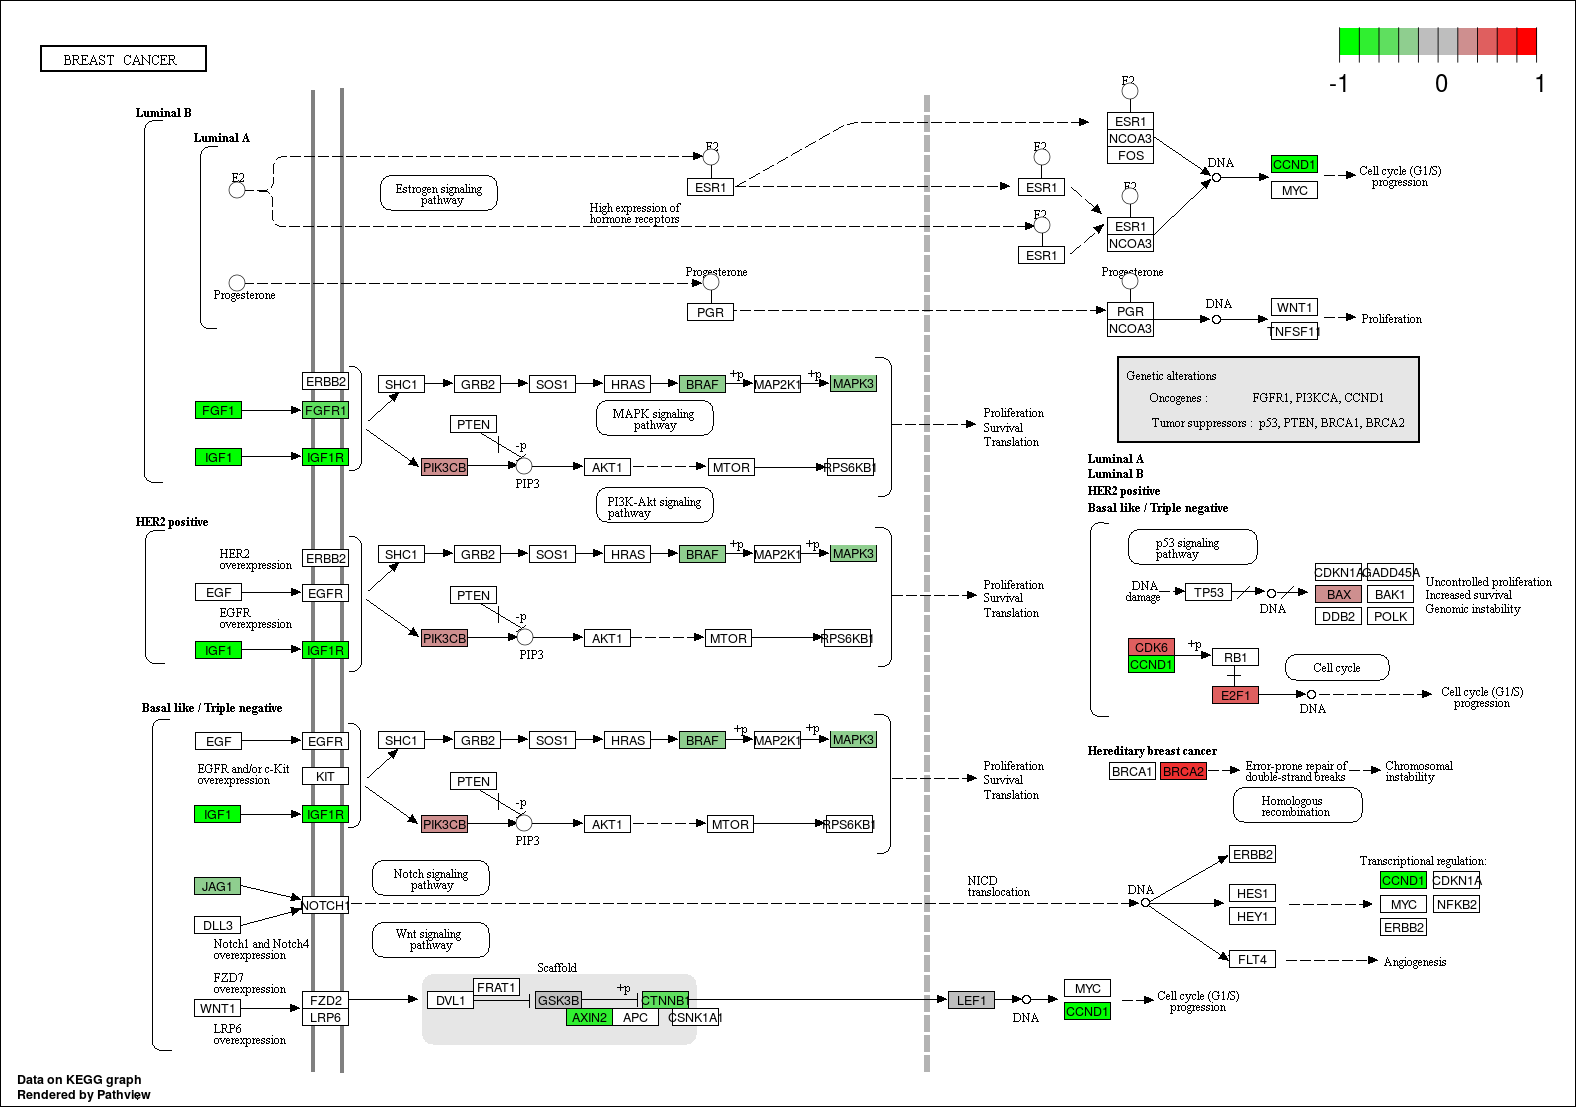 BREAST CANCER
-1 0 1
Luminal B
Luminal A
E2
Estrogen signaling
pathway
High expression of
hormone receptors
E2
ESR1
E2
ESR1
E2
ESR1
E2
ESR1
NCOA3
FOS
E2
ESR1
NCOA3
DNA
CCND1
MYC
Cell cycle (G1/S)
progression
Progesterone
Progesterone
PGR
Progesterone
PGR
NCOA3
DNA
WNT1
TNFSF11
Proliferation
ERBB2
FGF1
FGFR1
IGF1
IGF1R
SHC1
GRB2
SOS1
HRAS
BRAF
+p
MAP2K1
+p
MAPK3
MAPK signaling
pathway
PTEN
-p
PIK3CB
PIP3
AKT1
MTOR
RPS6KB1
PI3K-Akt signaling
pathway
Proliferation
Survival
Translation
Genetic alterations
Oncogenes : FGFR1, PI3KCA, CCND1
Tumor suppressors : p53, PTEN, BRCA1, BRCA2
HER2 positive
HER2
overexpression
ERBB2
EGF
EGFR
EGFR
overexpression
IGF1
IGF1R
SHC1
GRB2
SOS1
HRAS
BRAF
+p
MAP2K1
+p
MAPK3
PTEN
-p
PIK3CB
PIP3
AKT1
MTOR
RPS6KB1
Proliferation
Survival
Translation
Luminal A
Luminal B
HER2 positive
Basal like / Triple negative
p53 signaling
pathway
DNA
damage
TP53
DNA
CDKN1A
GADD45A
BAX
BAK1
DDB2
POLK
Uncontrolled proliferation
Increased survival
Genomic instability
CDK6
CCND1
+p
RB1
Cell cycle
E2F1
DNA
Cell cycle (G1/S)
progression
Basal like / Triple negative
EGF
EGFR
EGFR and/or c-Kit
overexpression
KIT
IGF1
IGF1R
SHC1
GRB2
SOS1
HRAS
BRAF
+p
MAP2K1
+p
MAPK3
PTEN
-p
PIK3CB
PIP3
AKT1
MTOR
RPS6KB1
Proliferation
Survival
Translation
Hereditary breast cancer
BRCA1
BRCA2
Error-prone repair of
double-strand breaks
Chromosomal
instability
Homologous
recombination
JAG1
DLL3
NOTCH1
Notch1 and Notch4
overexpression
Notch signaling
pathway
NICD
translocation
DNA
ERBB2
HES1
HEY1
FLT4
Transcriptional regulation:
CCND1
CDKN1A
MYC
NFKB2
ERBB2
Angiogenesis
Wnt signaling
pathway
FZD7
overexpression
WNT1
FZD2
LRP6
LRP6
overexpression
Scaffold
DVL1
FRAT1
GSK3B
+p
CTNNB1
AXIN2
APC
CSNK1A1
LEF1
DNA
MYC
CCND1
Cell cycle (G1/S)
progression
Data on KEGG graph
Rendered by Pathview